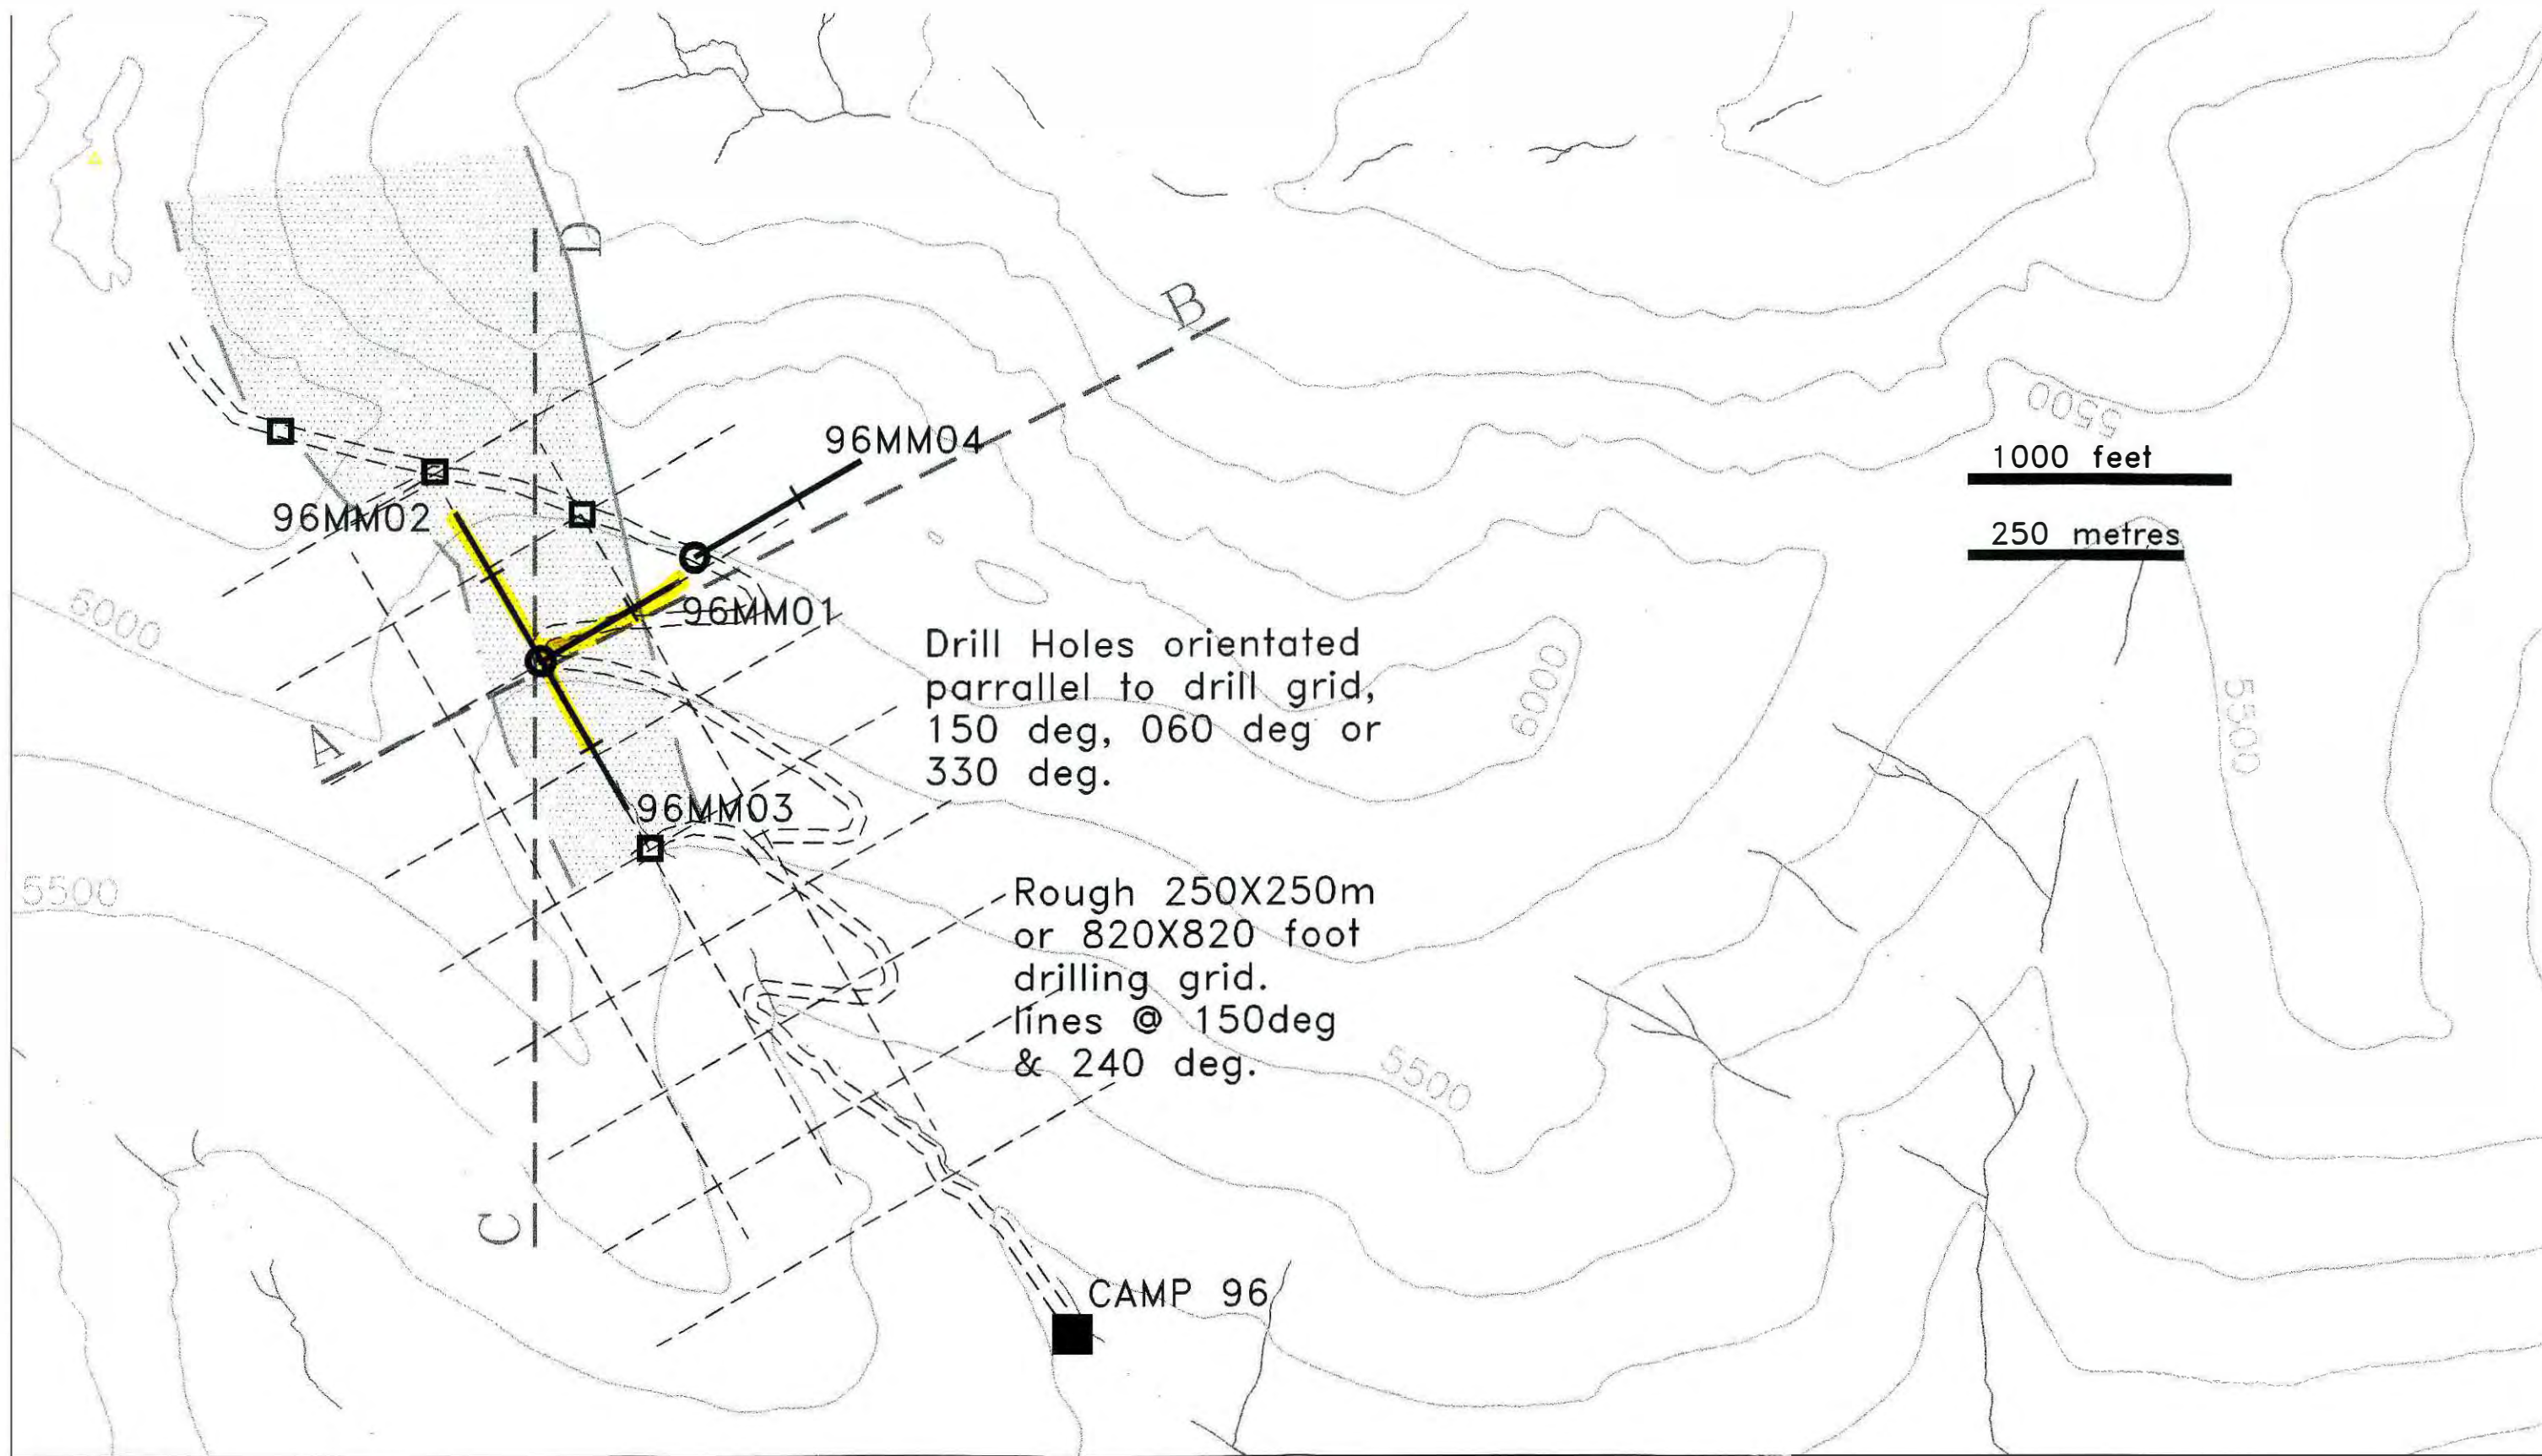 D
B
96MM04
5500
1000 feet
96MM02
250 metres
5000
96MM01
Drill Holes orientated
parrallel to drill grid,
150 deg, 060 deg or
330 deg.
6000
5500
A
96MM03
5500
Rough 250X250m
or 820X820 foot
drilling grid.
lines @ 150deg
& 240 deg.
5500
C
CAMP 96